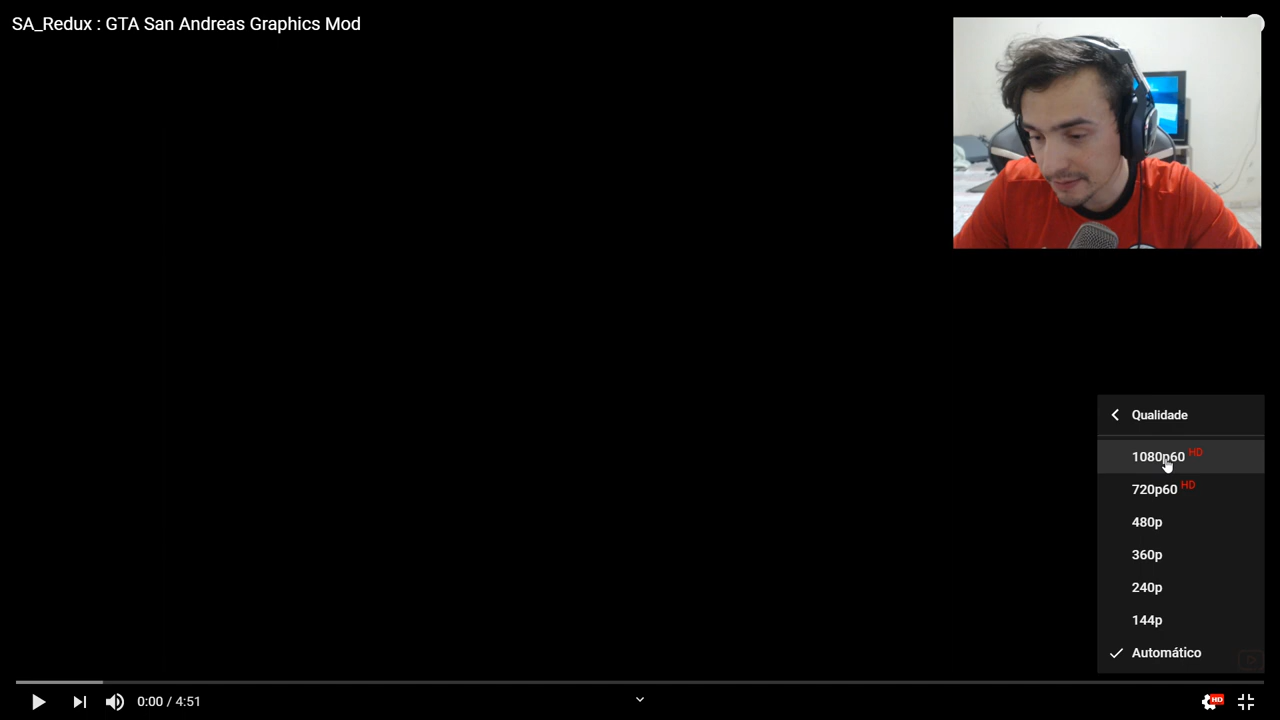 SA_Redux : GTA San Andreas Graphics Mod
Qualidade
1080p60 HD
720p60 HD
480p
360p
240p
144p
Automático
0:00 / 4:51
HD